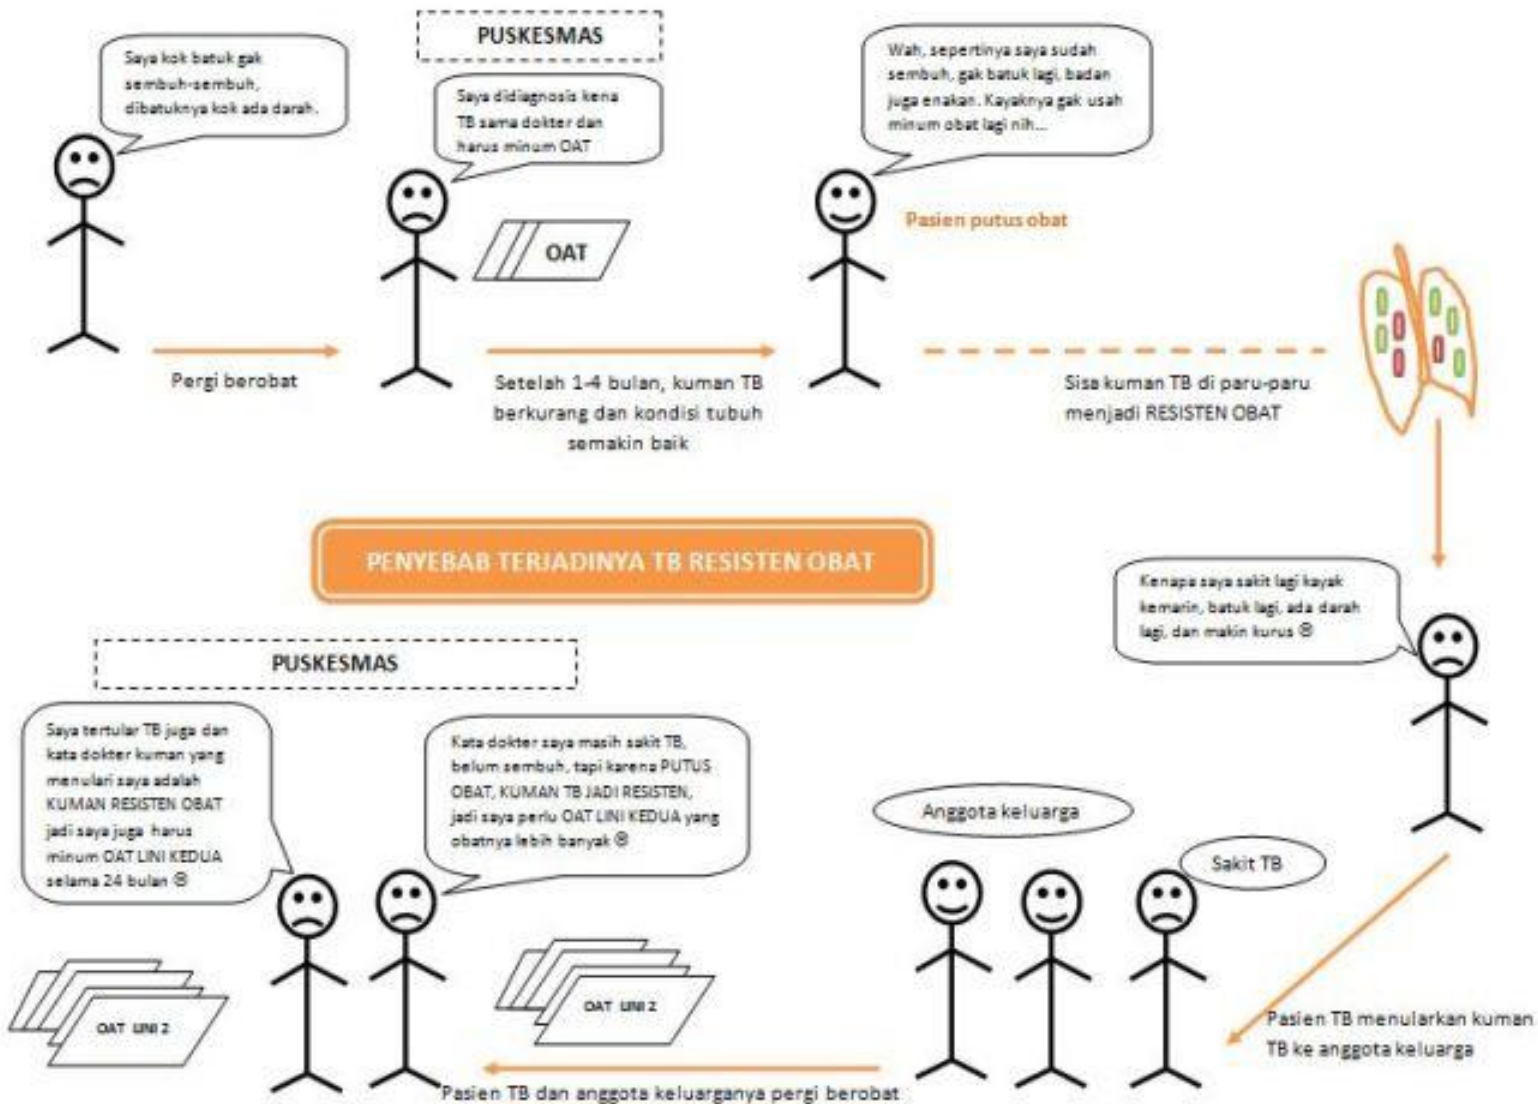 Saya kok batuk gak
sembuh-sembuh,
dibatuknya kok ada darah.
PUSKESMAS
Saya didiagnosis kena
TB sama dokter dan
harus minum OAT
OAT
Wah, sepertinya saya sudah
sembuh, gak batuk lagi, badan
juga enakan. Kayaknya gak usah
minum obat lagi nih...
Pasien putus obat
Pergi berobat
Setelah 1-4 bulan, kuman TB
berkurang dan kondisi tubuh
semakin baik
Sisa kuman TB di paru-paru
menjadi RESISTEN OBAT
PENYEBAB TERJADINYA TB RESISTEN OBAT
Kenapa saya sakit lagi kayak
kemarin, batuk lagi, ada darah
lagi, dan makin kurus ☹
PUSKESMAS
Saya tertular TB juga dan
kata dokter kuman yang
menulari saya adalah
KUMAN RESISTEN OBAT
jadi saya juga harus
minum OAT LINI KEDUA
selama 24 bulan ☹
Kata dokter saya masih sakit TB,
belum sembuh, tapi karena PUTUS
OBAT, KUMAN TB JADI RESISTEN,
jadi saya perlu OAT LINI KEDUA yang
obatnya lebih banyak ☹
Anggota keluarga
Sakit TB
OAT LINI 2
OAT LINI 2
Pasien TB menularkan kuman
TB ke anggota keluarga
Pasien TB dan anggota keluarganya pergi berobat